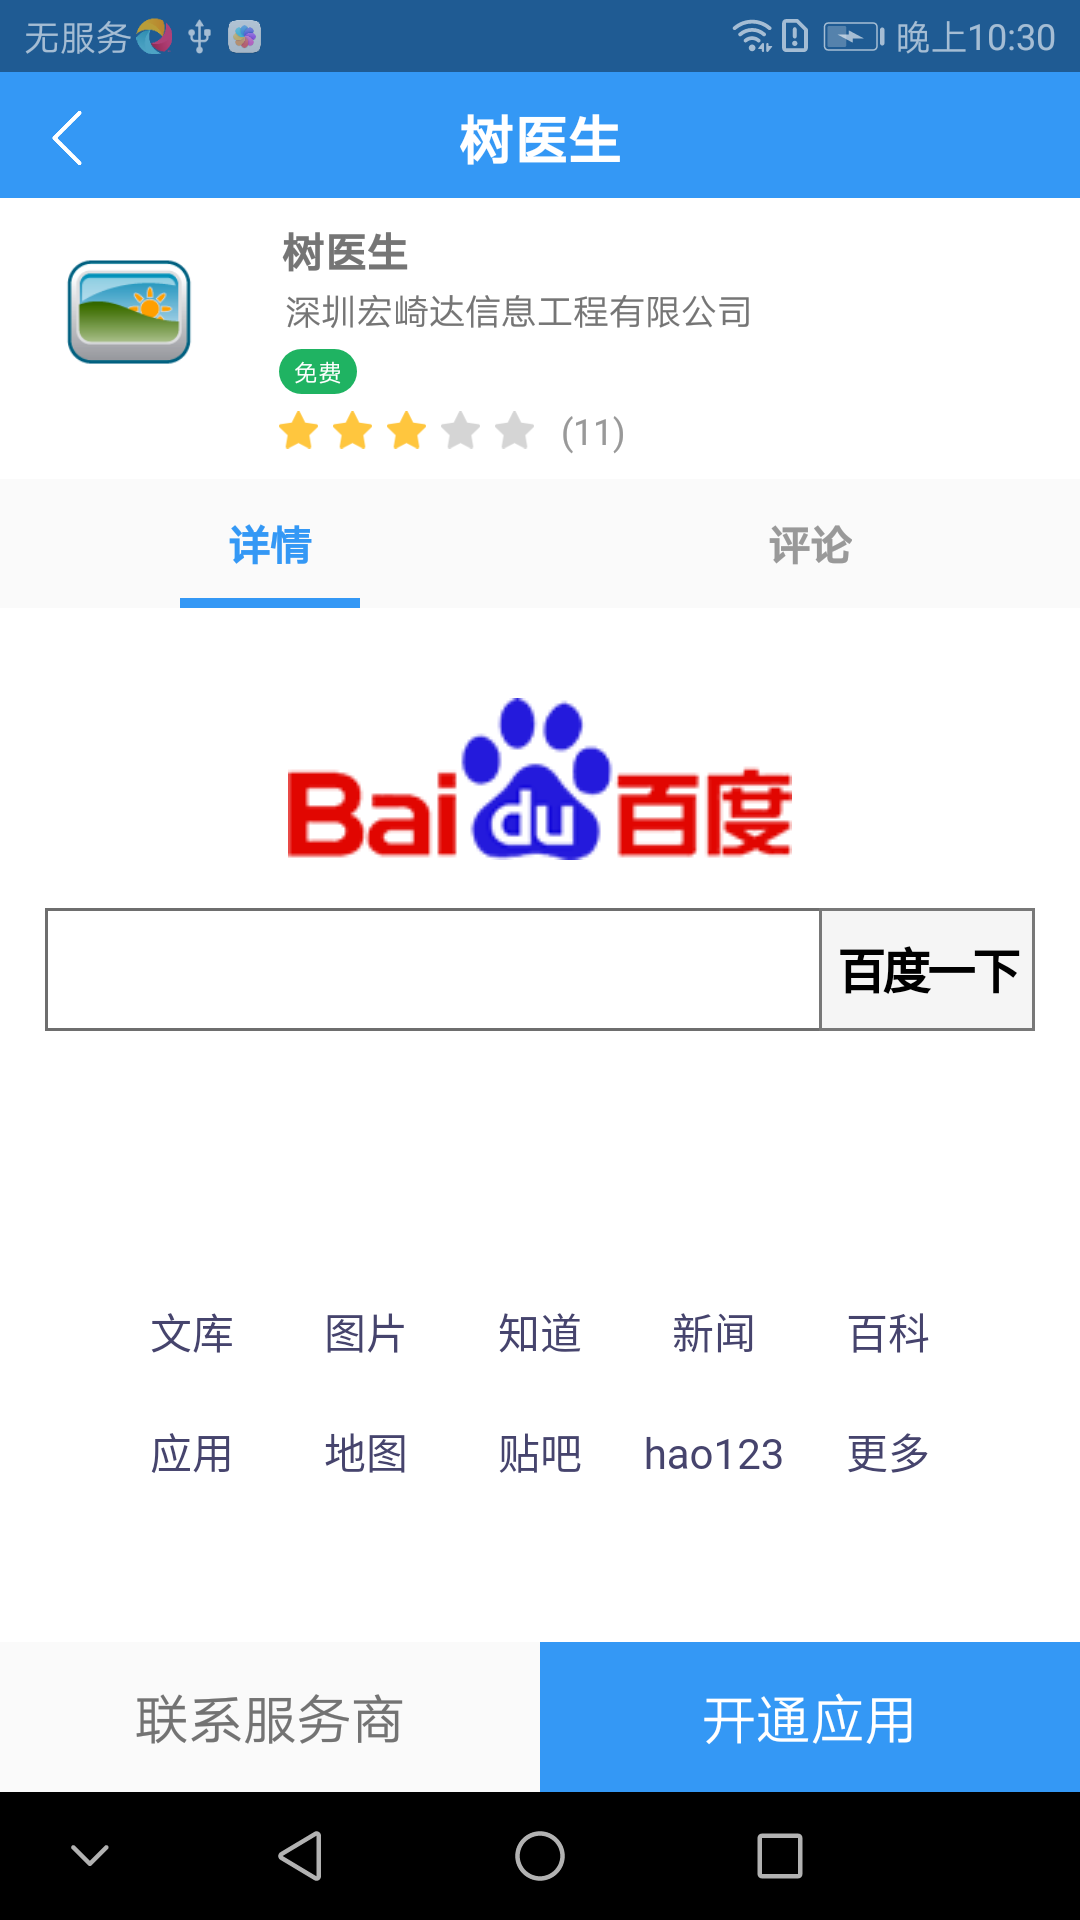 无服务 晚上10:30
树医生
树医生
深圳宏崎达信息工程有限公司
免费
(11)
详情 评论
Bai du 百度
百度一下
文库 图片 知道 新闻 百科
应用 地图 贴吧 hao123 更多
联系服务商 开通应用